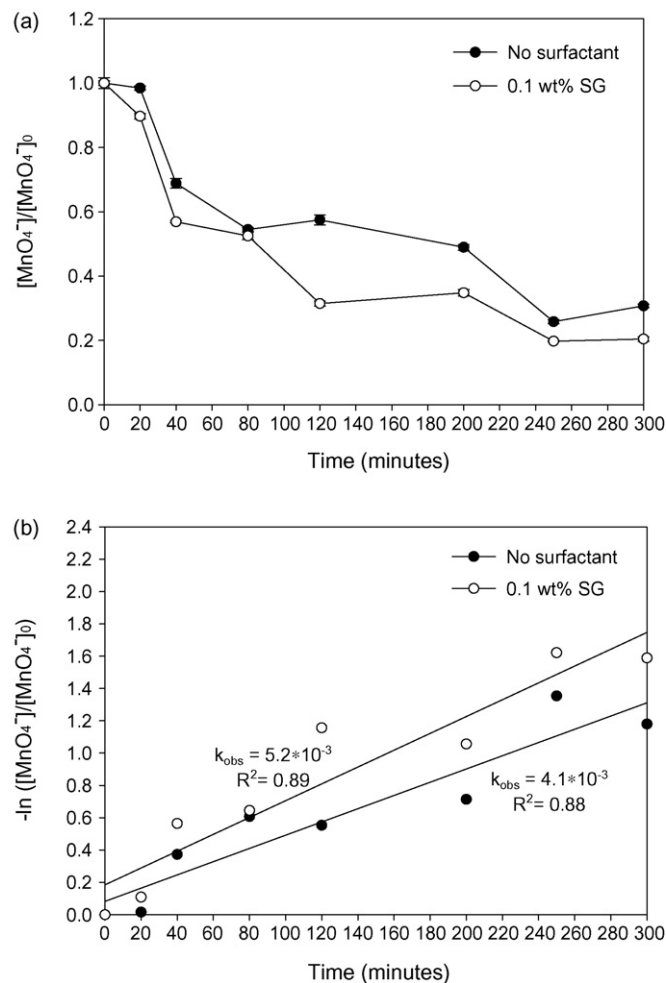 (a)
1.2
1.0
0.8
0.6
0.4
0.2
0.0
[MnO₄⁻]/[MnO₄⁻]₀
No surfactant
0.1 wt% SG
0 20 40 60 80 100 120 140 160 180 200 220 240 260 280 300
Time (minutes)
(b)
2.4
2.2
2.0
1.8
1.6
1.4
1.2
1.0
0.8
0.6
0.4
0.2
0.0
-ln ([MnO₄⁻]/[MnO₄⁻]₀)
No surfactant
0.1 wt% SG
k_obs = 5.2*10⁻³
R²= 0.89
k_obs = 4.1*10⁻³
R²= 0.88
0 20 40 60 80 100 120 140 160 180 200 220 240 260 280 300
Time (minutes)